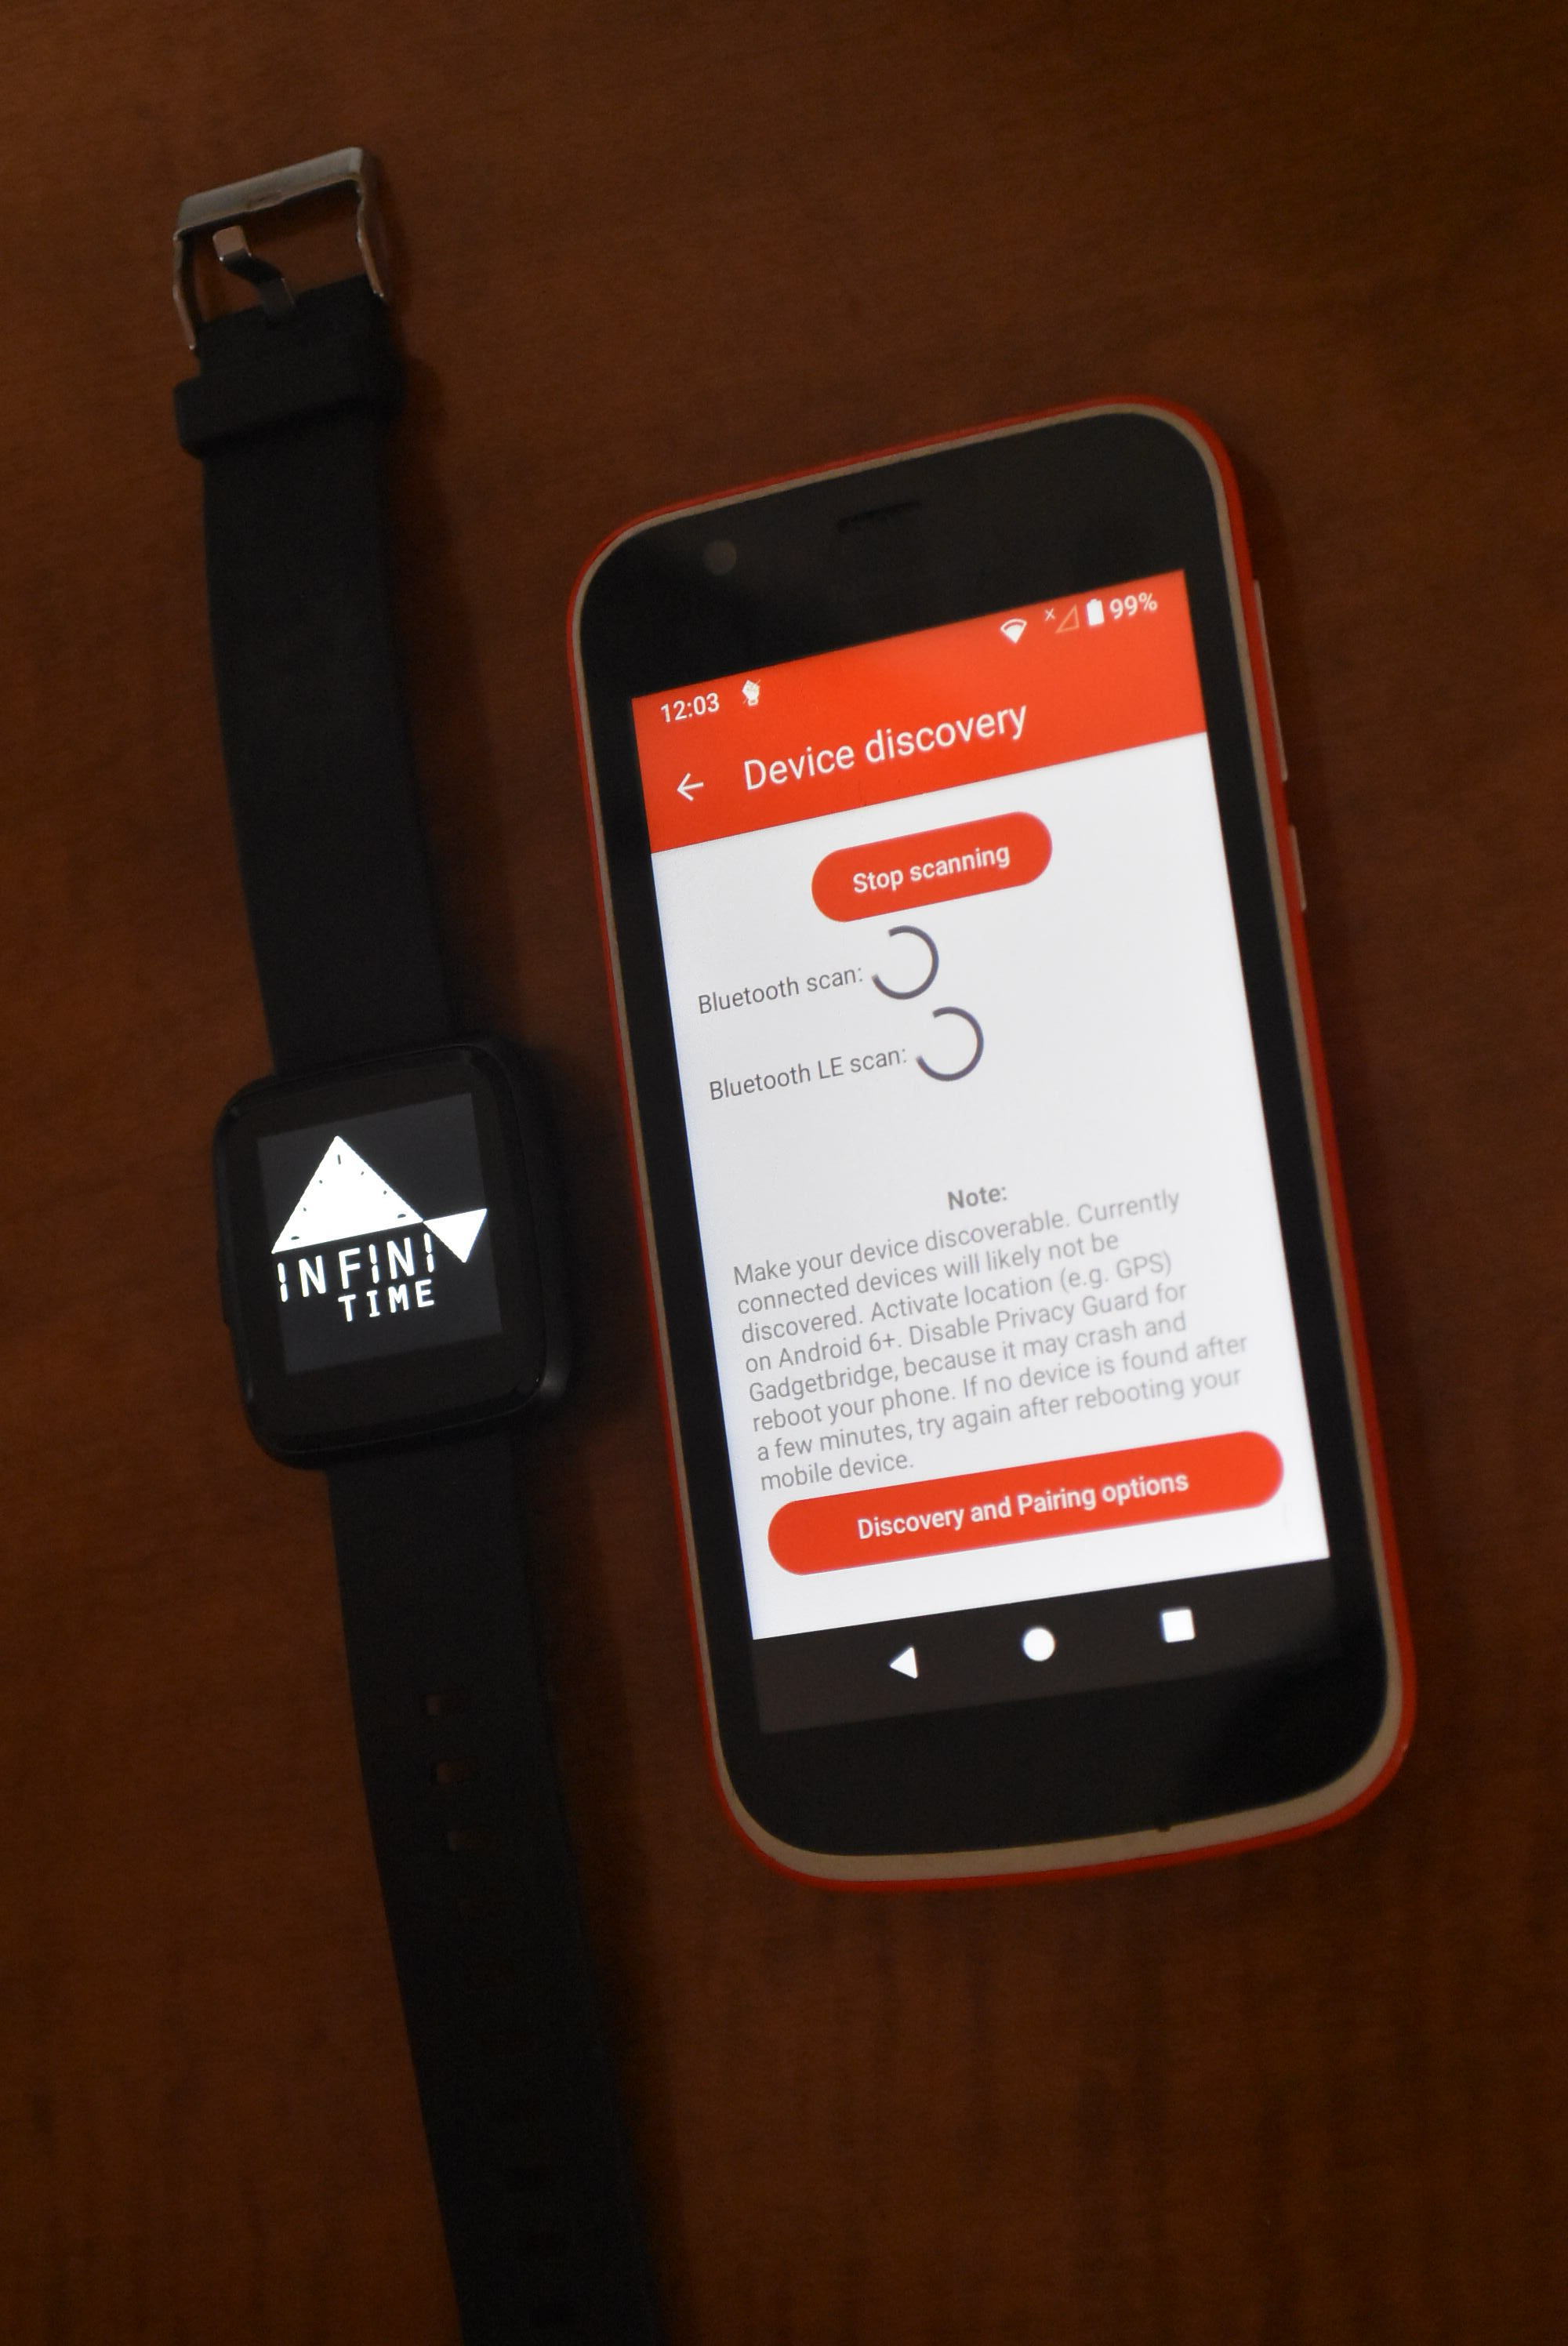 INFINI
TIME
12:03 99%
Device discovery
Stop scanning
Bluetooth scan:
Bluetooth LE scan:
Note:
Make your device discoverable. Currently
connected devices will likely not be
discovered. Activate location (e.g. GPS)
on Android 6+. Disable Privacy Guard for
Gadgetbridge, because it may crash and
reboot your phone. If no device is found after
a few minutes, try again after rebooting your
mobile device.
Discovery and Pairing options